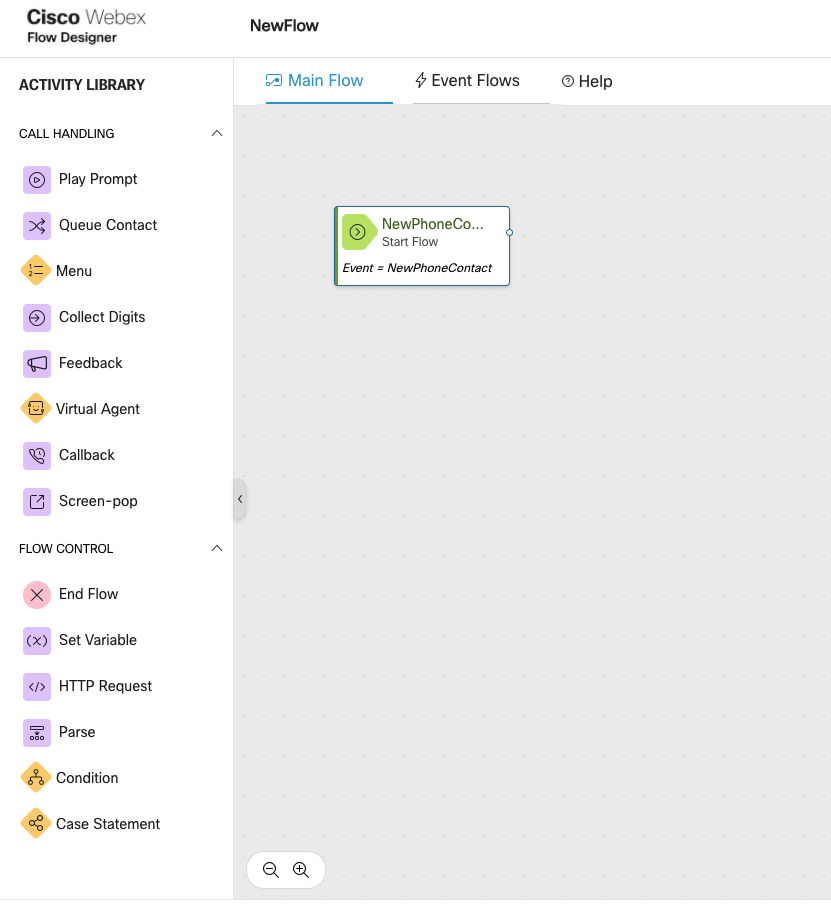 Cisco Webex
Flow Designer
NewFlow
ACTIVITY LIBRARY
Main Flow
Event Flows
Help
CALL HANDLING
Play Prompt
Queue Contact
Menu
Collect Digits
Feedback
Virtual Agent
Callback
Screen-pop
FLOW CONTROL
End Flow
Set Variable
HTTP Request
Parse
Condition
Case Statement
NewPhoneCo...
Start Flow
Event = NewPhoneContact